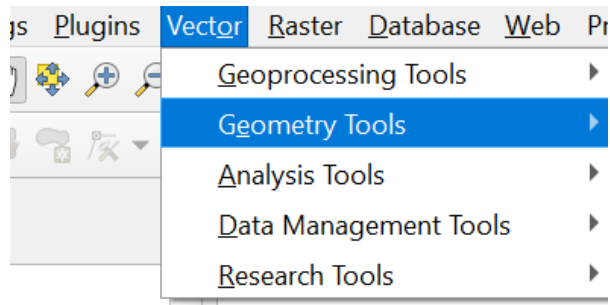 Plugins Vector Raster Database Web
Geoprocessing Tools
Geometry Tools
Analysis Tools
Data Management Tools
Research Tools